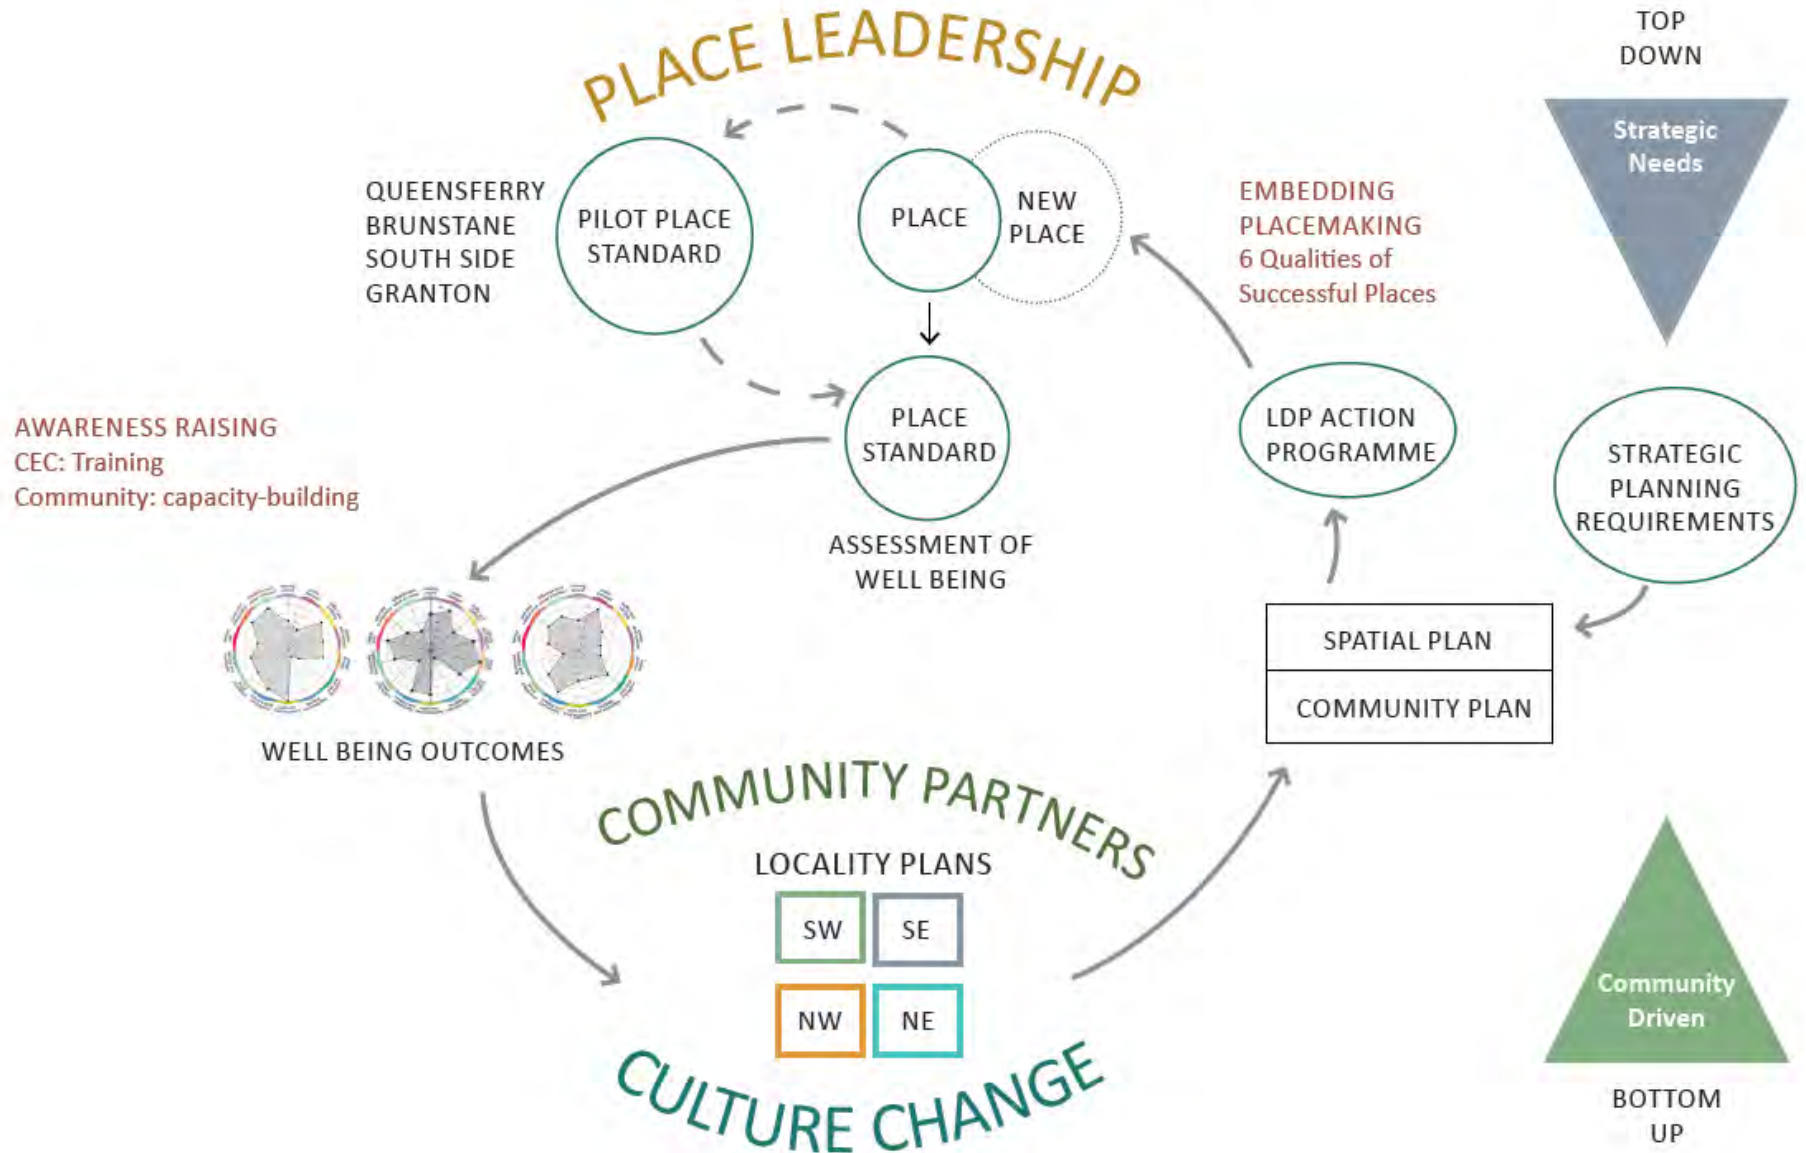 PLACE LEADERSHIP
TOP
DOWN
Strategic
Needs
QUEENSFERRY
BRUNSTANE
SOUTH SIDE
GRANTON
PILOT PLACE
STANDARD
PLACE
NEW
PLACE
EMBEDDING
PLACEMAKING
6 Qualities of
Successful Places
AWARENESS RAISING
CEC: Training
Community: capacity-building
PLACE
STANDARD
ASSESSMENT OF
WELL BEING
LDP ACTION
PROGRAMME
STRATEGIC
PLANNING
REQUIREMENTS
SPATIAL PLAN
COMMUNITY PLAN
WELL BEING OUTCOMES
COMMUNITY PARTNERS
LOCALITY PLANS
SW
SE
NW
NE
CULTURE CHANGE
Community
Driven
BOTTOM
UP